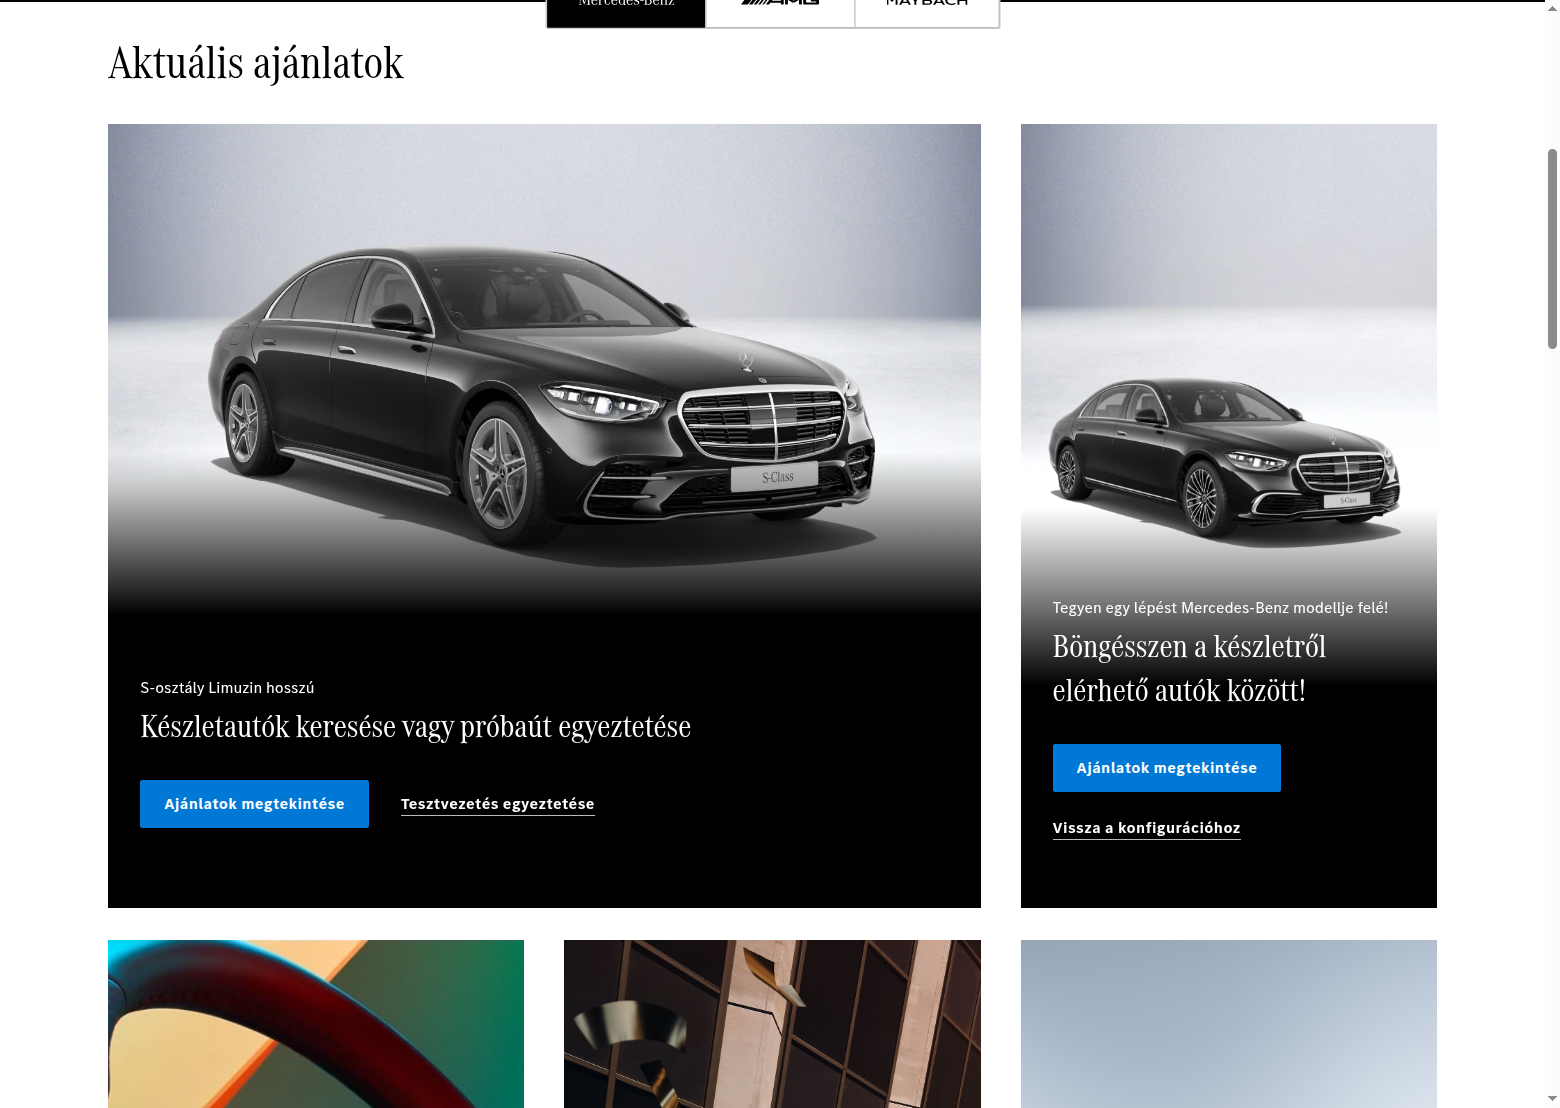 Mercedes-Benz
AMG
MAYBACH
Aktuális ajánlatok
S-Class
S-Class
Tegyen egy lépést Mercedes-Benz modellje felé!
Böngésszen a készletről
elérhető autók között!
S-osztály Limuzin hosszú
Készletautók keresése vagy próbaút egyeztetése
Ajánlatok megtekintése
Ajánlatok megtekintése
Tesztvezetés egyeztetése
Vissza a konfigurációhoz